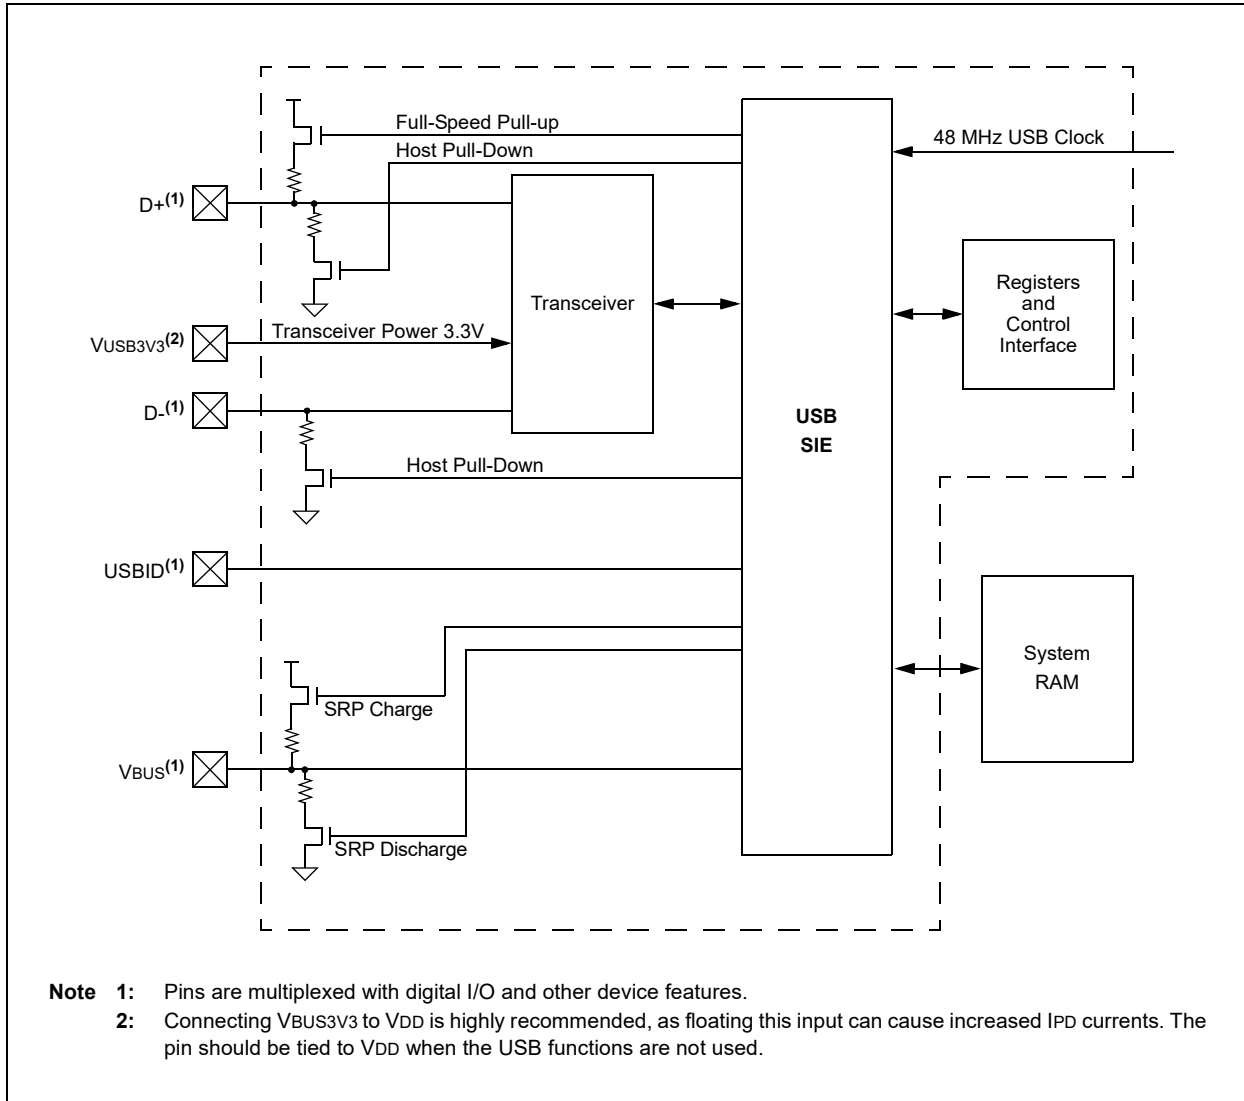 Full-Speed Pull-up
Host Pull-Down
48 MHz USB Clock
D+(1)
Transceiver
Registers
and
Control
Interface
VUSB3V3(2)
Transceiver Power 3.3V
D-(1)
USB
SIE
Host Pull-Down
USBID(1)
System
RAM
SRP Charge
VBUS(1)
SRP Discharge
Note 1: Pins are multiplexed with digital I/O and other device features.
2: Connecting VBUS3V3 to VDD is highly recommended, as floating this input can cause increased IPD currents. The
pin should be tied to VDD when the USB functions are not used.